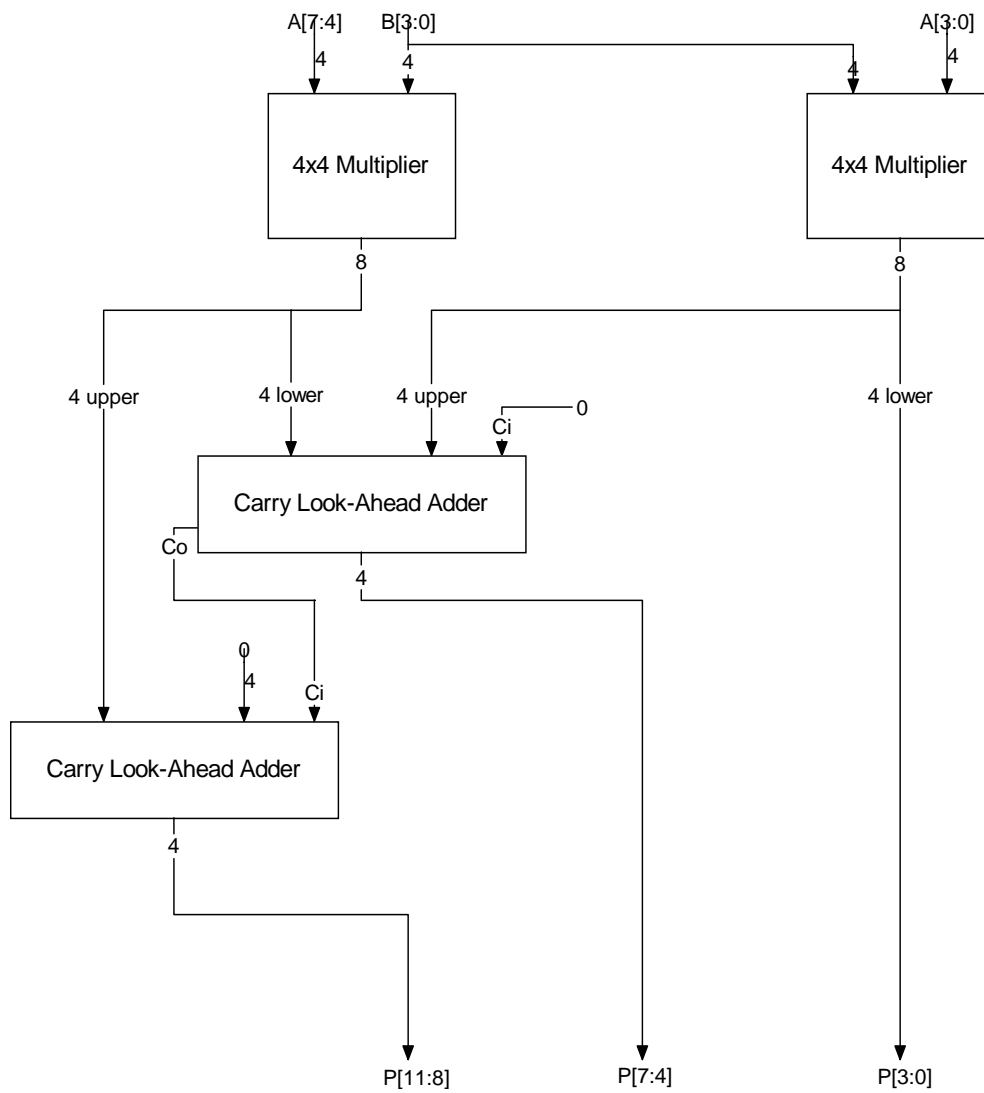 A[7:4] B[3:0] A[3:0]
4 4 4 4
4x4 Multiplier 4x4 Multiplier
8 8
4 upper 4 lower 4 upper 4 lower
0
Ci
Carry Look-Ahead Adder
Co
4
0
4
Ci
Carry Look-Ahead Adder
4
P[11:8] P[7:4] P[3:0]